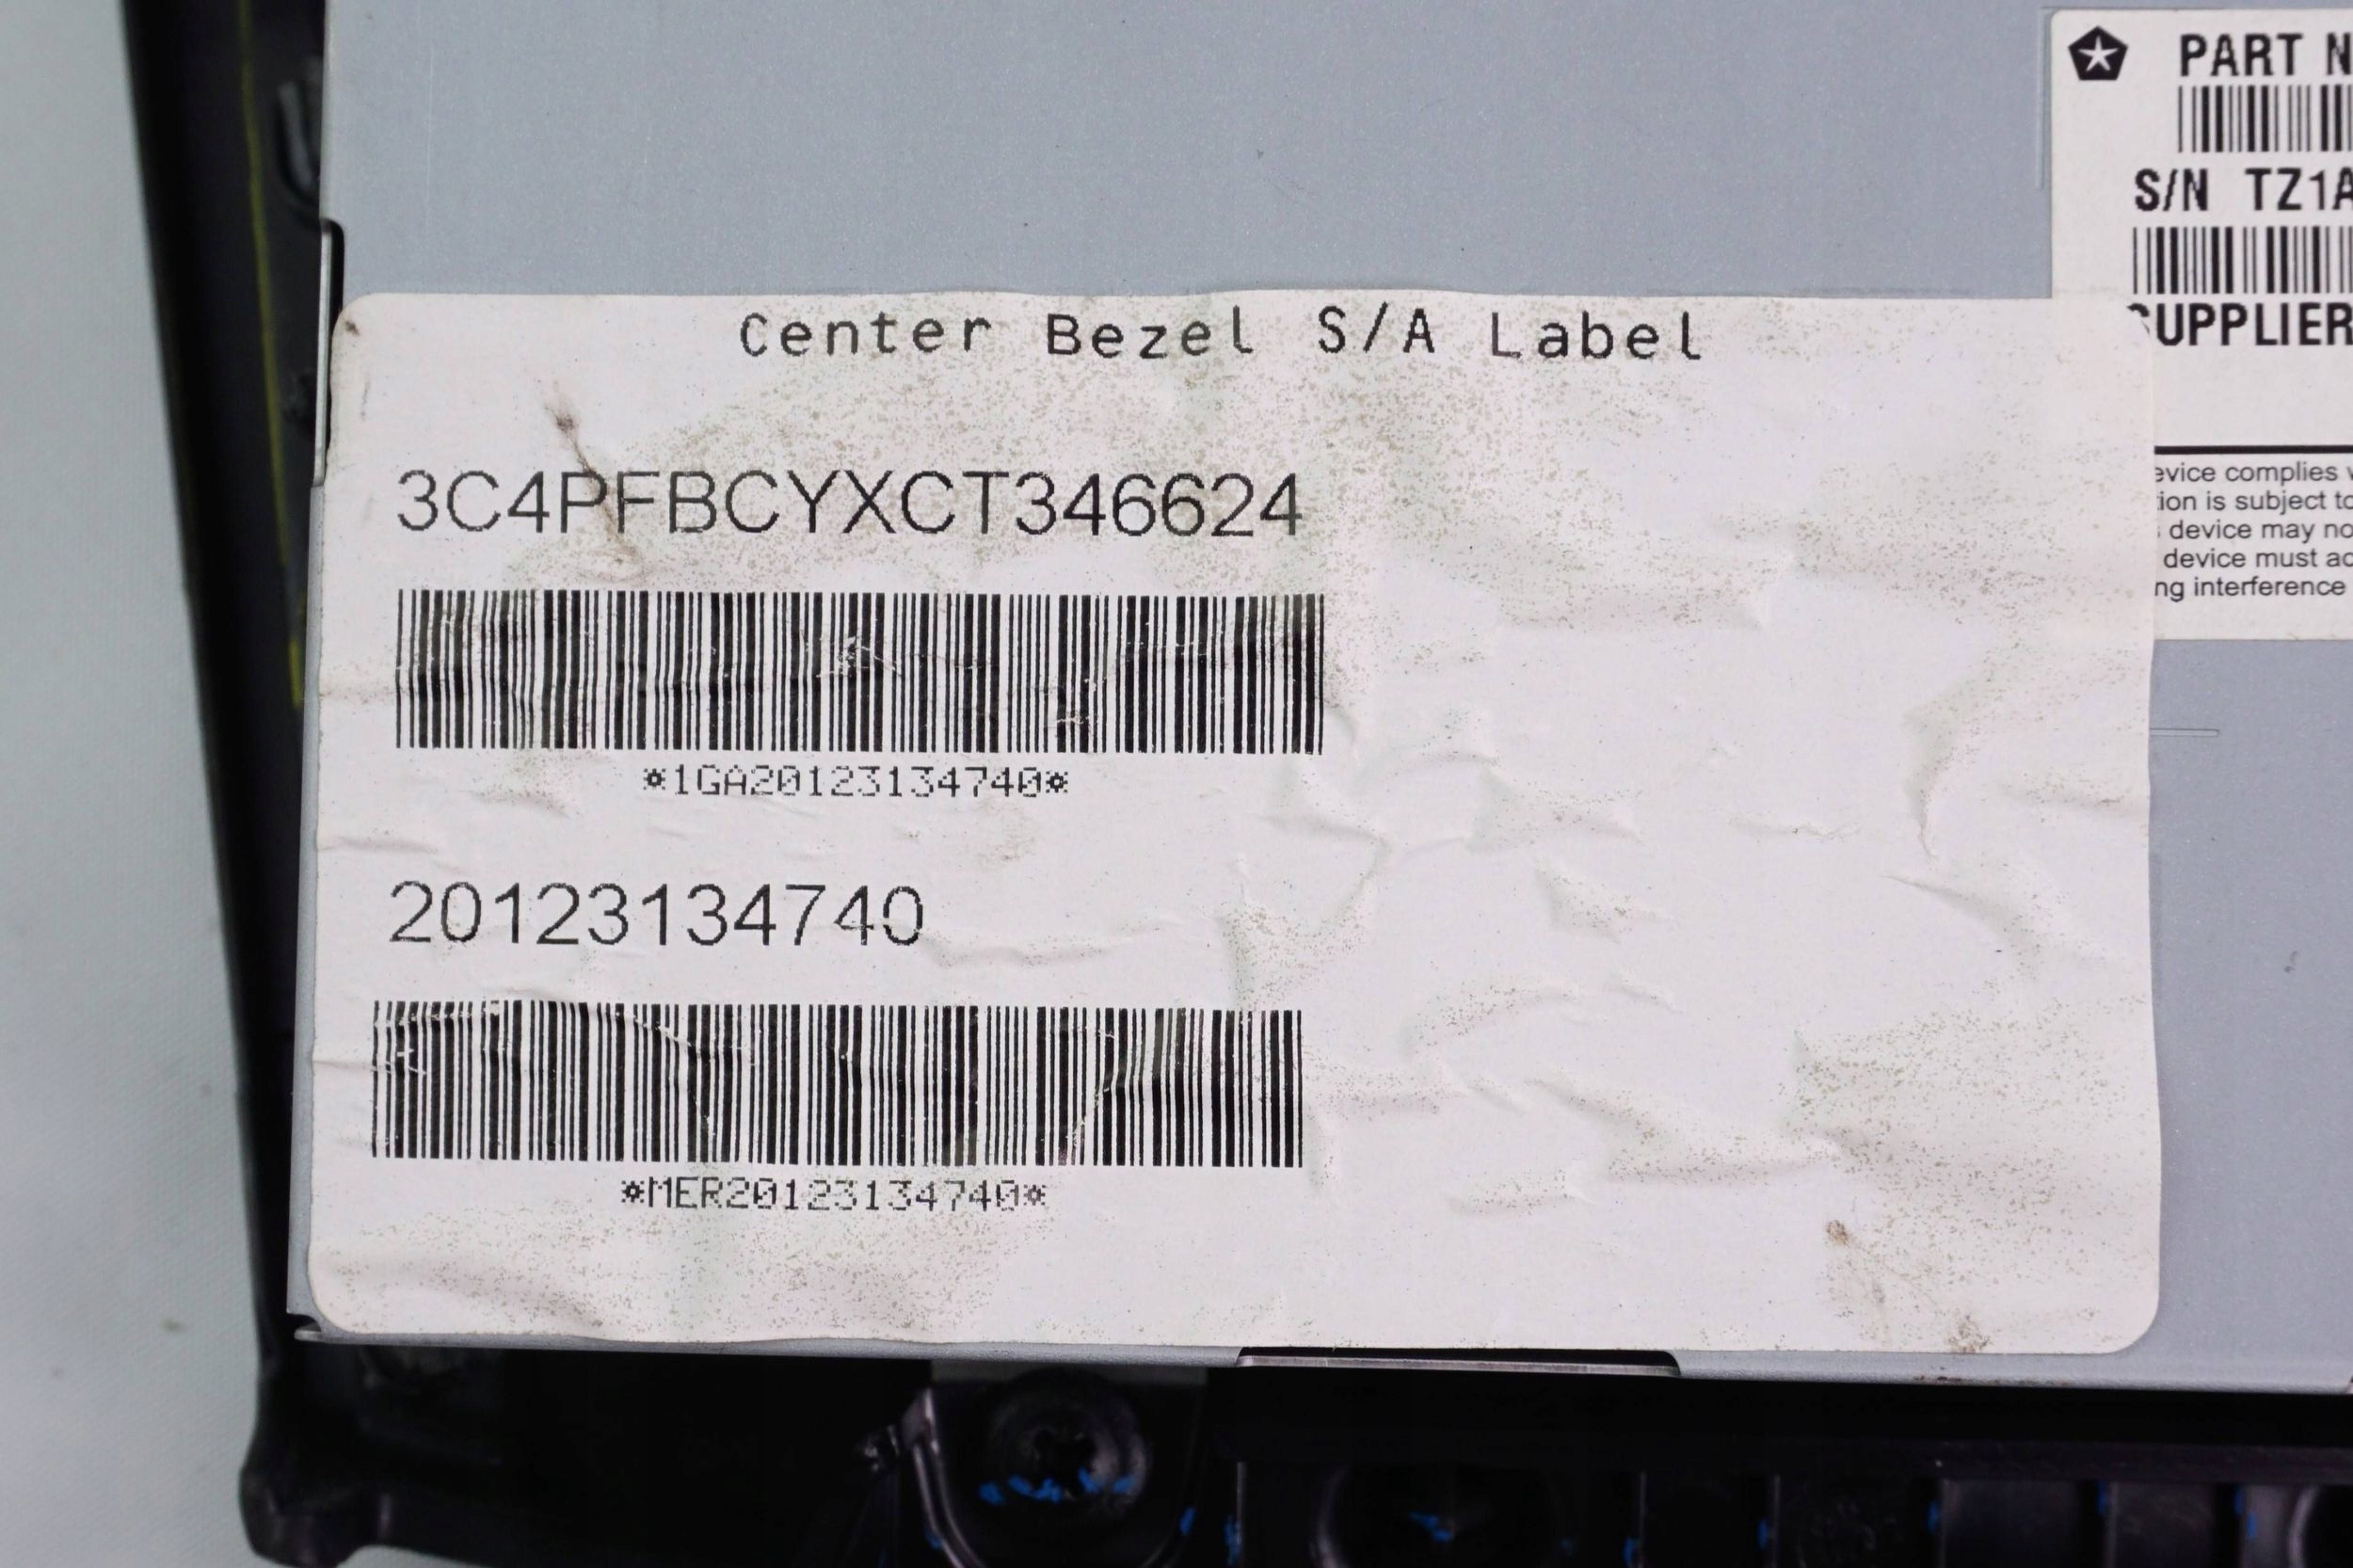 PART N
S/N TZ1A
SUPPLIER
Center Bezel S/A Label
3C4PFBCYXCT346624
*1GA20123134740*
20123134740
*MER20123134740*
evice complies
tion is subject to
device may no
device must ac
ng interference